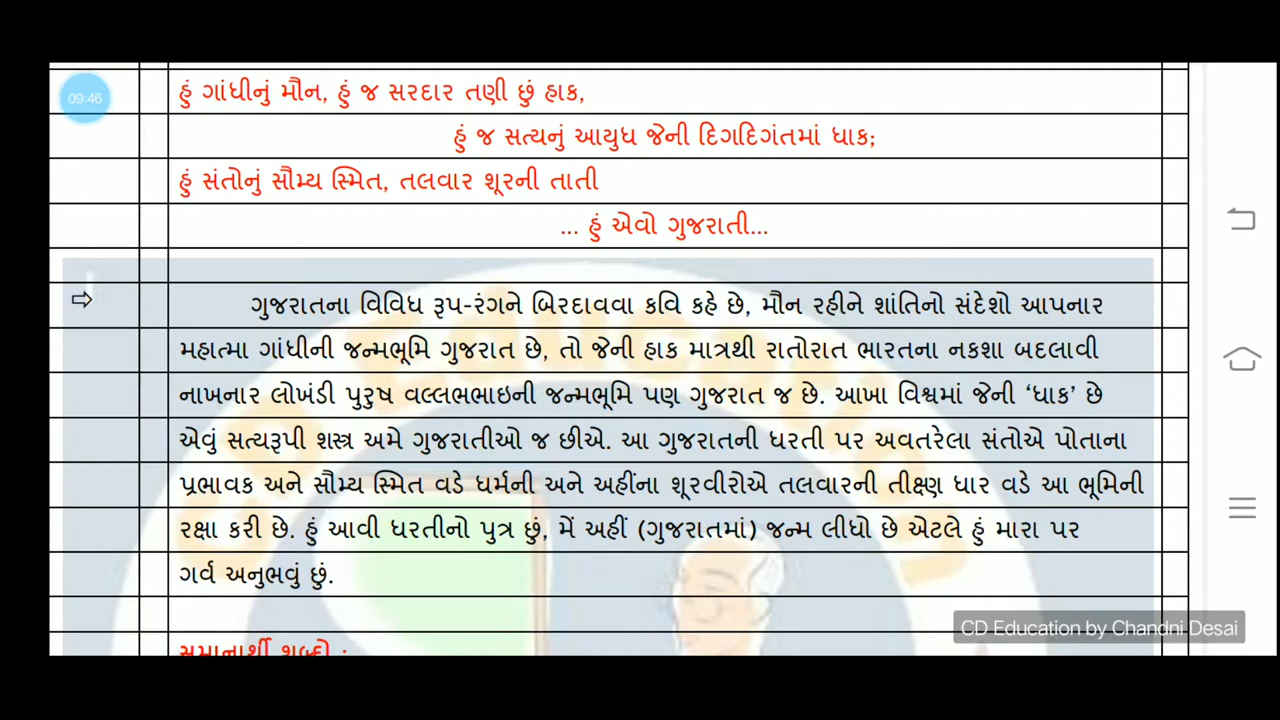 09:46
હું ગાંધીનું મૌન, હું જ સરદાર તણી છું હાક,
હું જ સત્યનું આયુધ જેની દિગદિગંતમાં ધાક;
હું સંતોનું સૌમ્ય સ્મિત, તલવાર શૂરની તાતી
... હું એવો ગુજરાતી...
⇨ ગુજરાતના વિવિધ રૂપ-રંગને બિરદાવવા કવિ કહે છે, મૌન રહીને શાંતિનો સંદેશો આપનાર
મહાત્મા ગાંધીની જન્મભૂમિ ગુજરાત છે, તો જેની હાક માત્રથી રાતોરાત ભારતના નકશા બદલાવી
નાખનાર લોખંડી પુરુષ વલ્લભભાઇની જન્મભૂમિ પણ ગુજરાત જ છે. આખા વિશ્વમાં જેની ‘ધાક’ છે
એવું સત્યરૂપી શસ્ત્ર અમે ગુજરાતીઓ જ છીએ. આ ગુજરાતની ધરતી પર અવતરેલા સંતોએ પોતાના
પ્રભાવક અને સૌમ્ય સ્મિત વડે ધર્મની અને અહીંના શૂરવીરોએ તલવારની તીક્ષ્ણ ધાર વડે આ ભૂમિની
રક્ષા કરી છે. હું આવી ધરતીનો પુત્ર છું, મેં અહીં (ગુજરાતમાં) જન્મ લીધો છે એટલે હું મારા પર
ગર્વ અનુભવું છું.
CD Education by Chandni Desai
સમાનાર્થી શબ્દો :